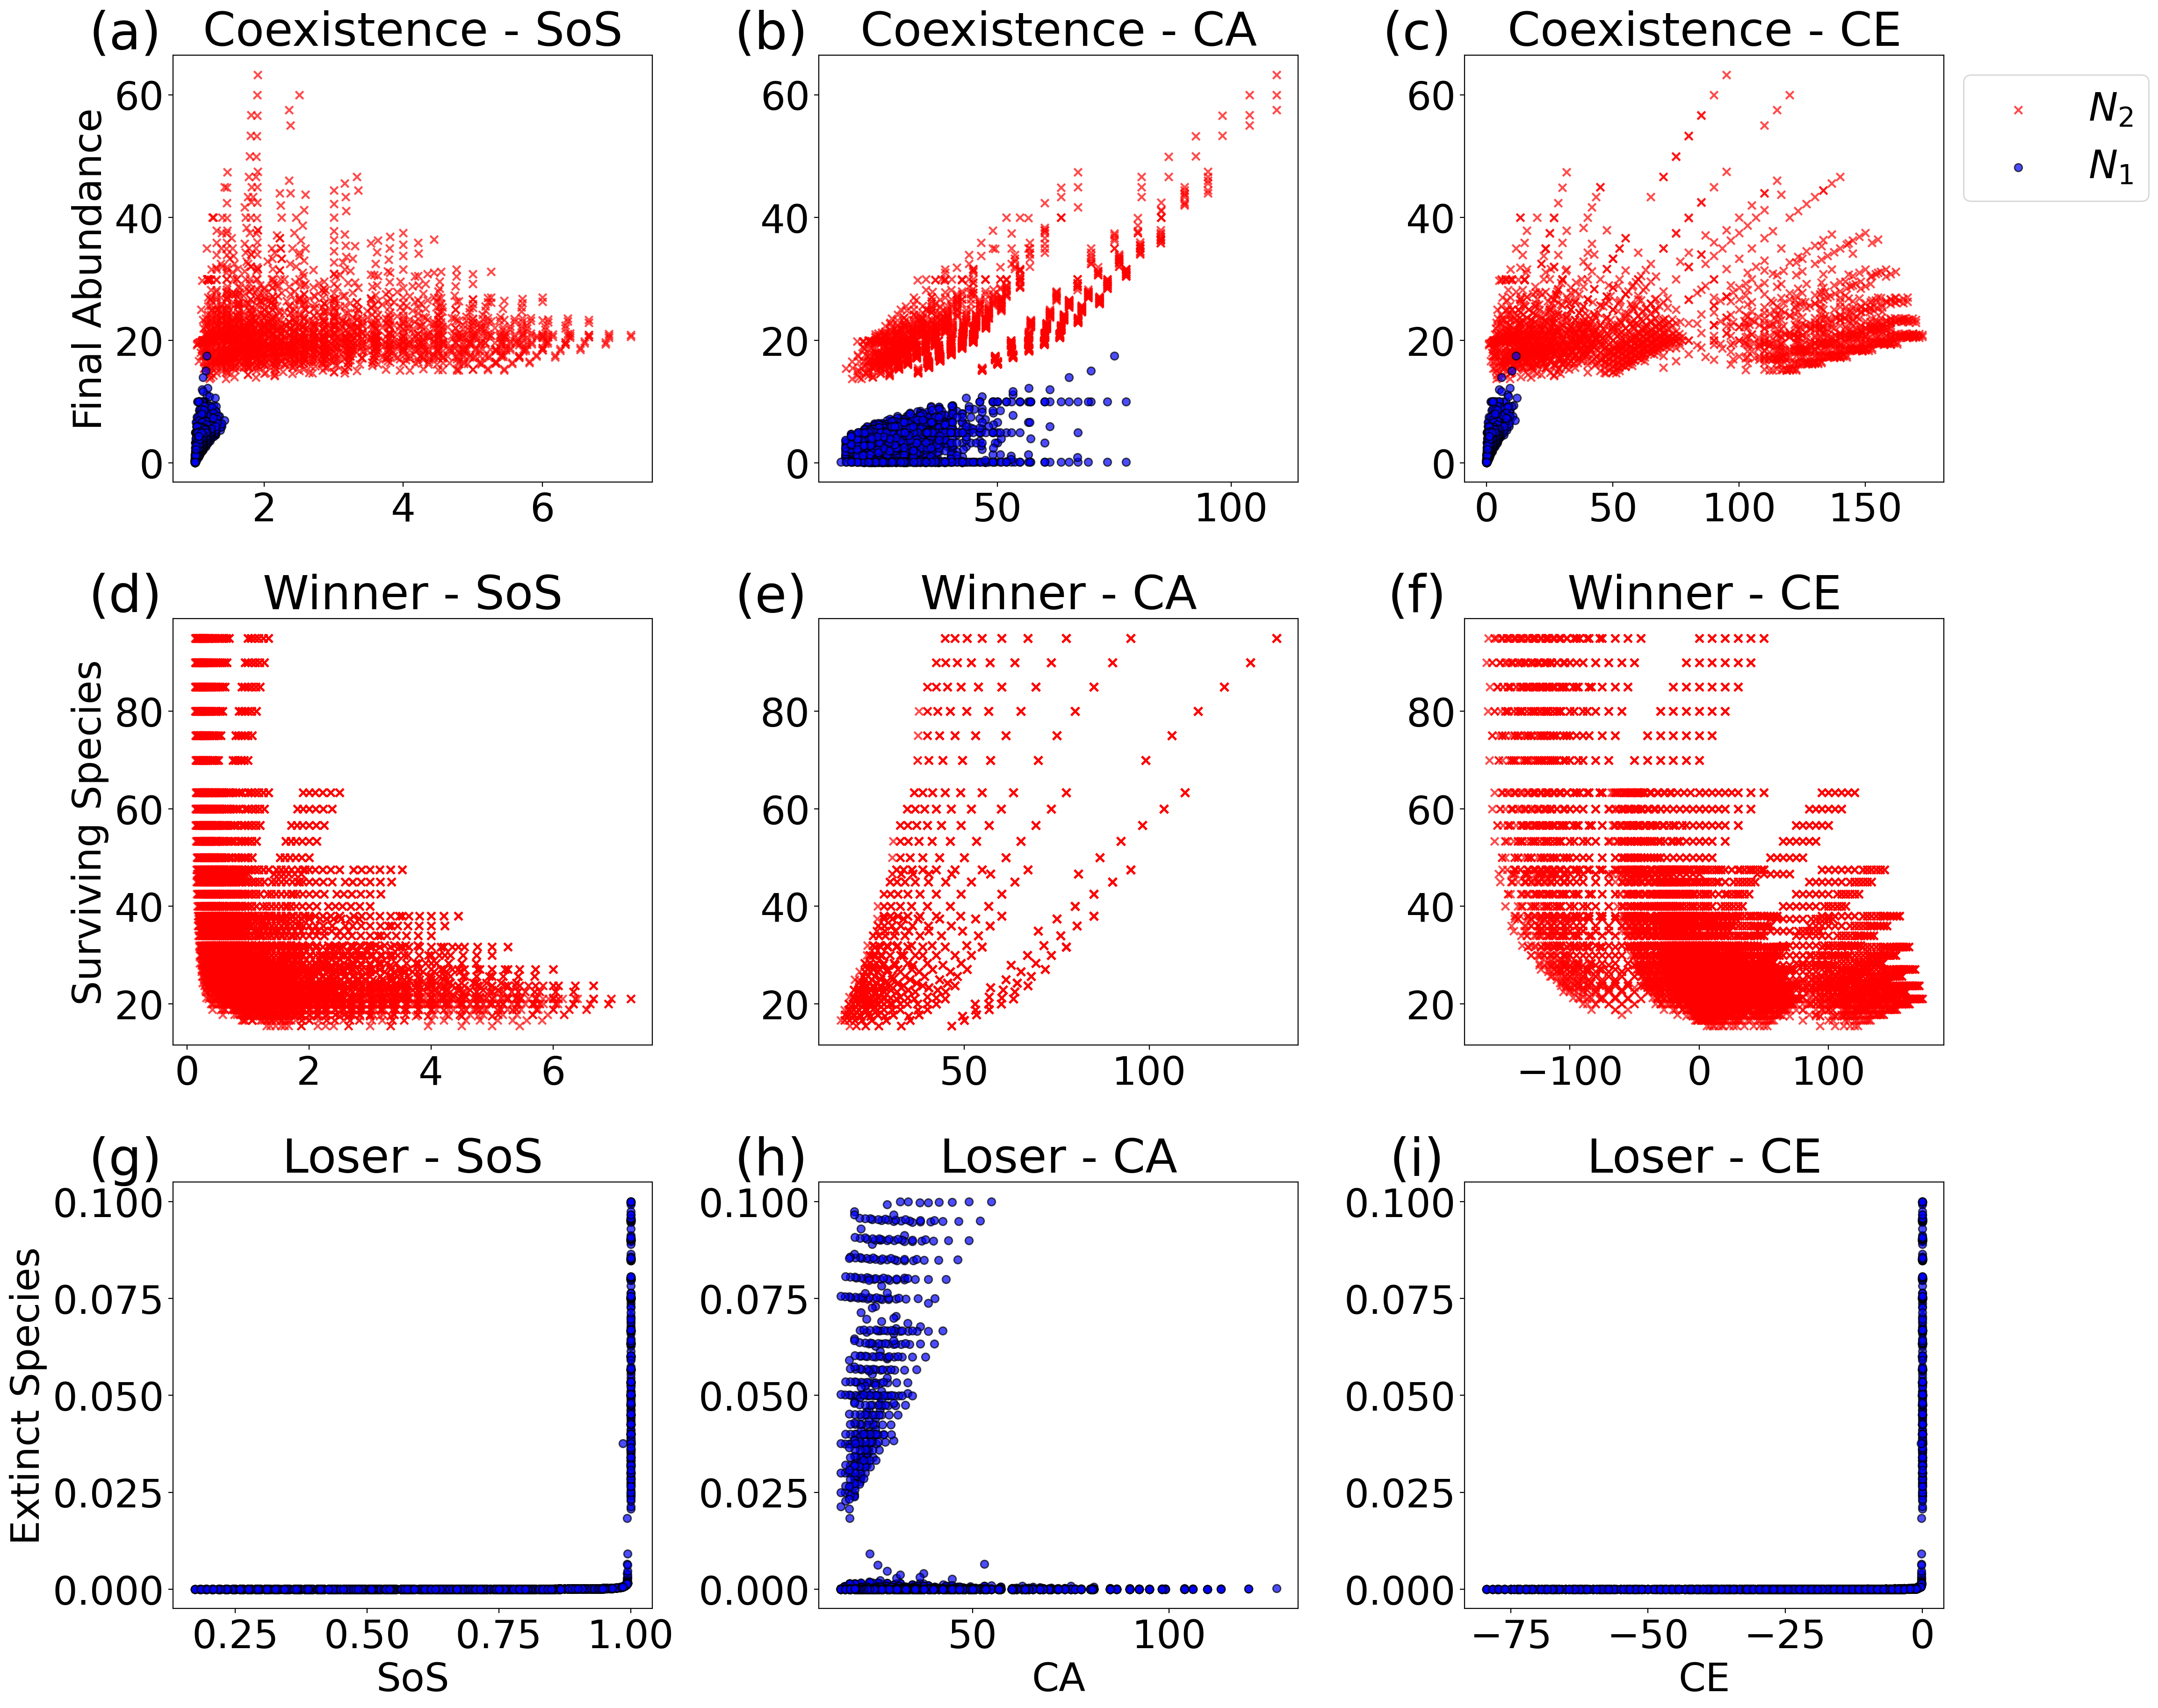 (a) Coexistence - SoS
(b) Coexistence - CA
(c) Coexistence - CE
Final Abundance
60
40
20
0
2 4 6
60
40
20
0
50 100
60
40
20
0
0 50 100 150
N2
N1
(d) Winner - SoS
(e) Winner - CA
(f) Winner - CE
Surviving Species
80
60
40
20
0 2 4 6
80
60
40
20
50 100
80
60
40
20
−100 0 100
(g) Loser - SoS
(h) Loser - CA
(i) Loser - CE
Extinct Species
0.100
0.075
0.050
0.025
0.000
0.25 0.50 0.75 1.00
SoS
0.100
0.075
0.050
0.025
0.000
50 100
CA
0.100
0.075
0.050
0.025
0.000
−75 −50 −25 0
CE